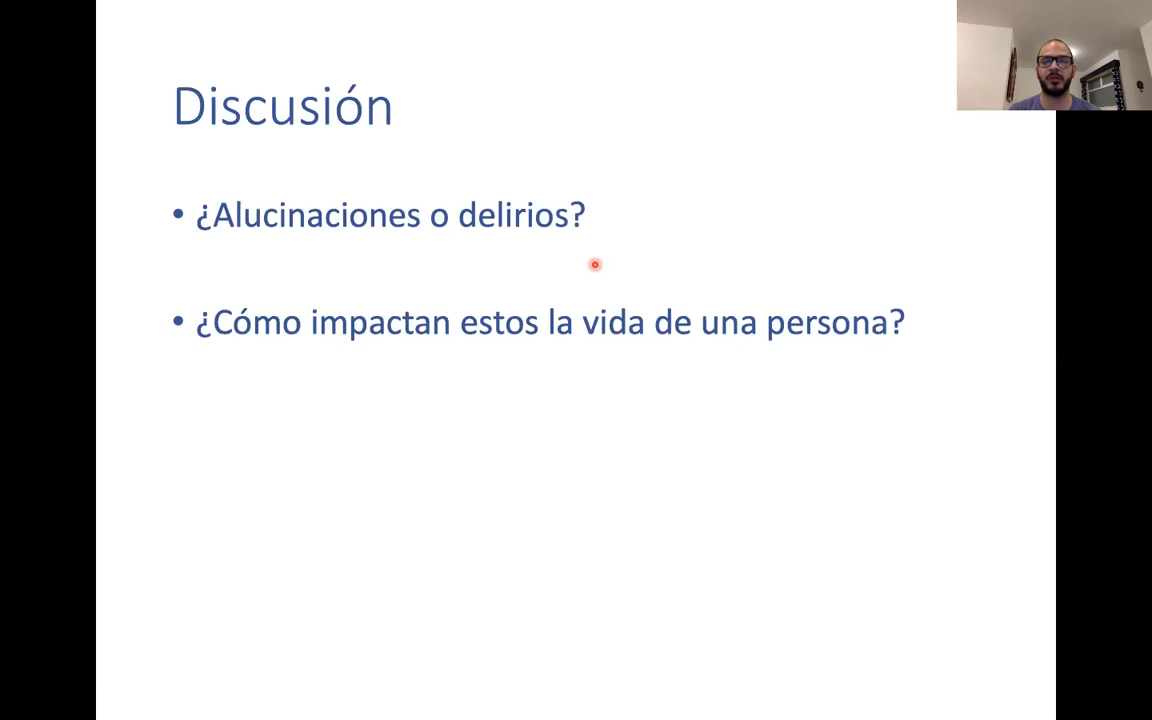 Discusión
• ¿Alucinaciones o delirios?
• ¿Cómo impactan estos la vida de una persona?